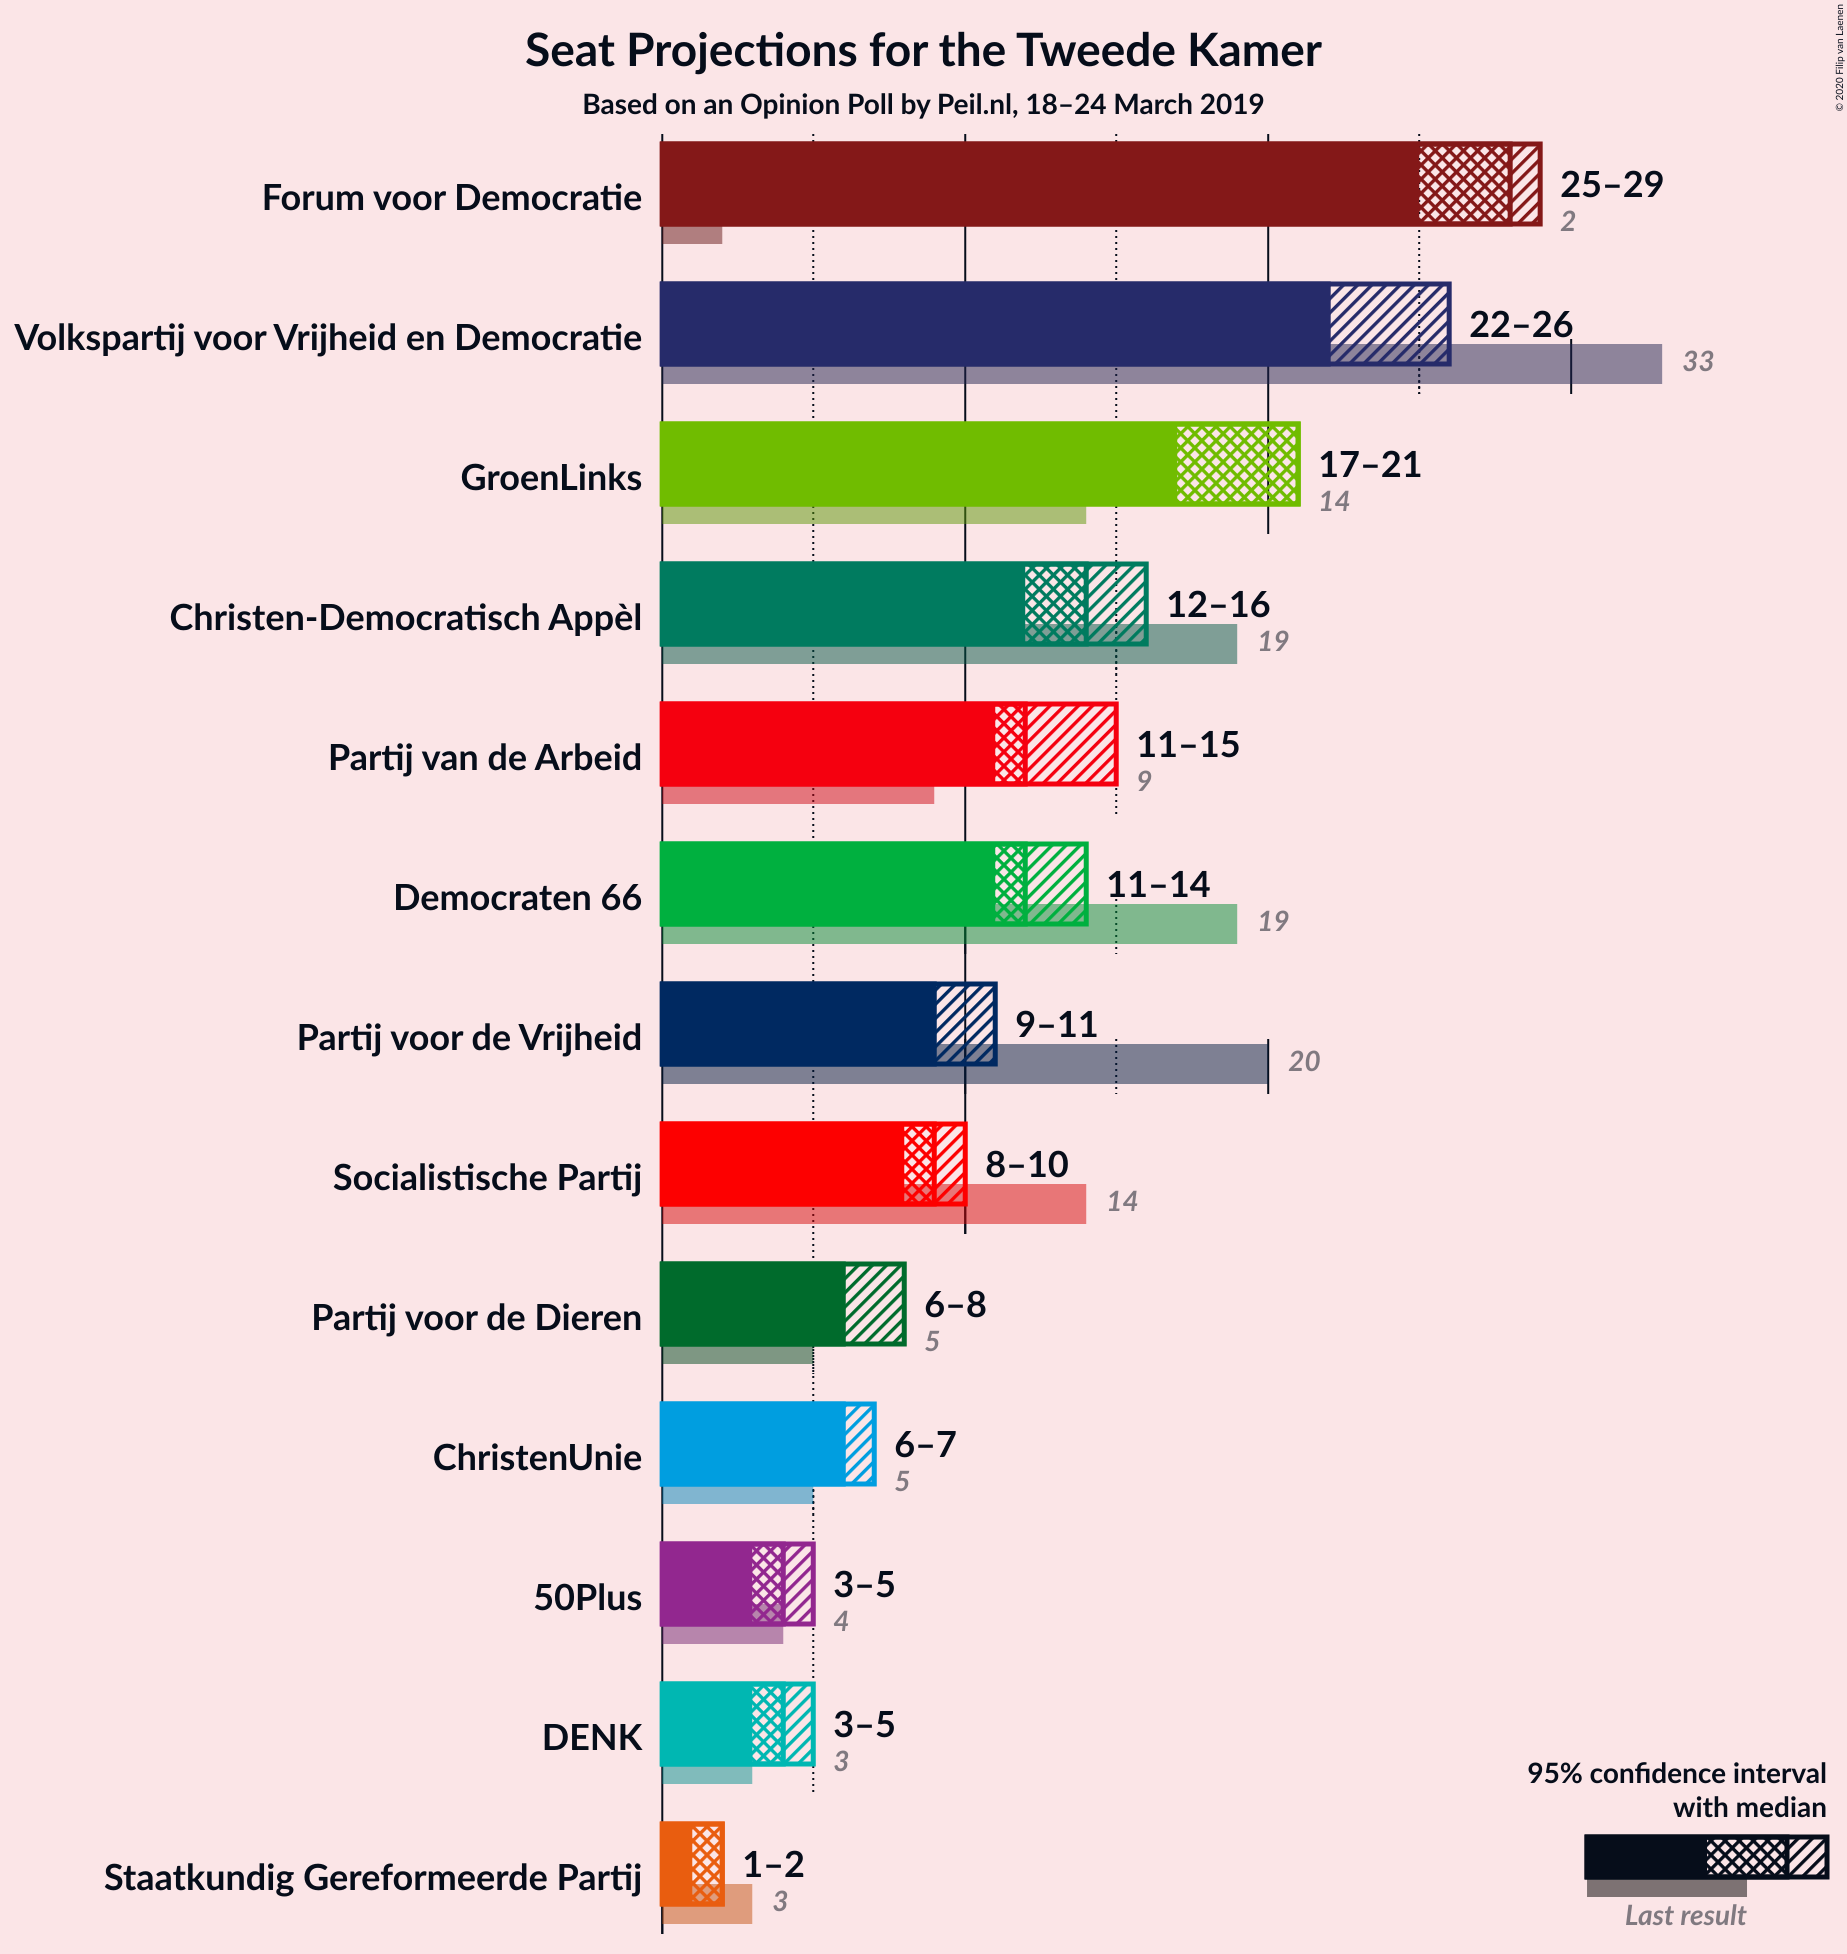 Seat Projections for the Tweede Kamer
Based on an Opinion Poll by Peil.nl, 18–24 March 2019
© 2020 Filip van Laenen
Forum voor Democratie
25–29
2
Volkspartij voor Vrijheid en Democratie
22–26
33
GroenLinks
17–21
14
Christen-Democratisch Appèl
12–16
19
Partij van de Arbeid
11–15
9
Democraten 66
11–14
19
Partij voor de Vrijheid
9–11
20
Socialistische Partij
8–10
14
Partij voor de Dieren
6–8
5
ChristenUnie
6–7
5
50Plus
3–5
4
DENK
3–5
3
Staatkundig Gereformeerde Partij
1–2
3
95% confidence interval
with median
Last result